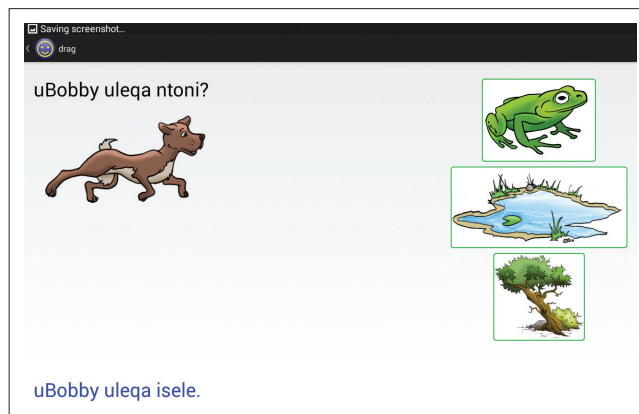 Saving screenshot...
drag
uBobby uleqa ntoni?
uBobby uleqa isele.